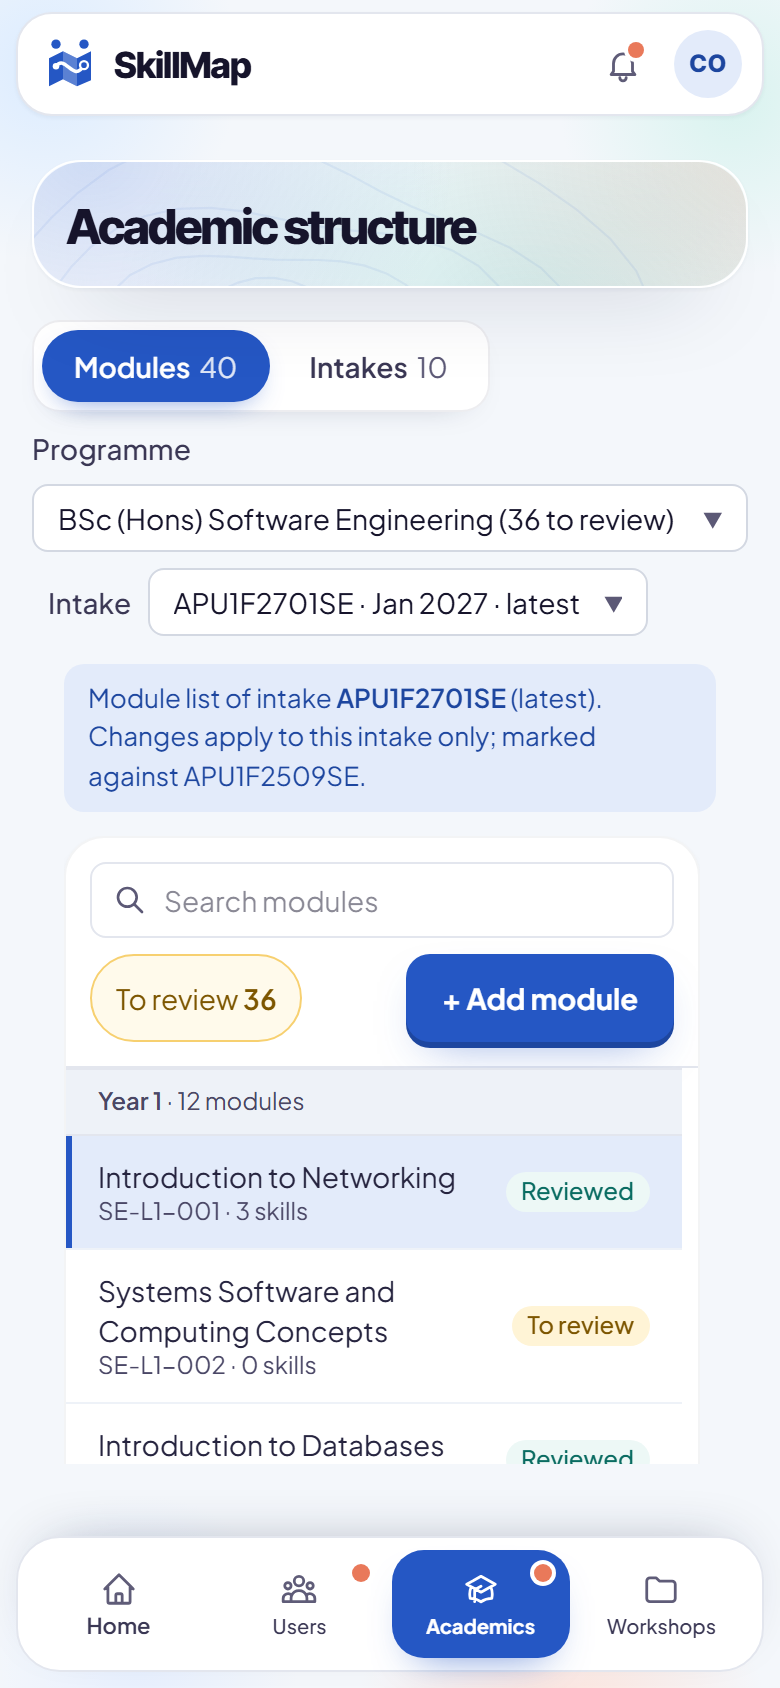 SkillMap
CO
Academic structure
Modules 40
Intakes 10
Programme
BSc (Hons) Software Engineering (36 to review)
Intake
APU1F2701SE · Jan 2027 · latest
Module list of intake APU1F2701SE (latest).
Changes apply to this intake only; marked
against APU1F2509SE.
Search modules
To review 36
+ Add module
Year 1 · 12 modules
Introduction to Networking
SE-L1-001 · 3 skills
Reviewed
Systems Software and
Computing Concepts
SE-L1-002 · 0 skills
To review
Introduction to Databases
Reviewed
Home
Users
Academics
Workshops